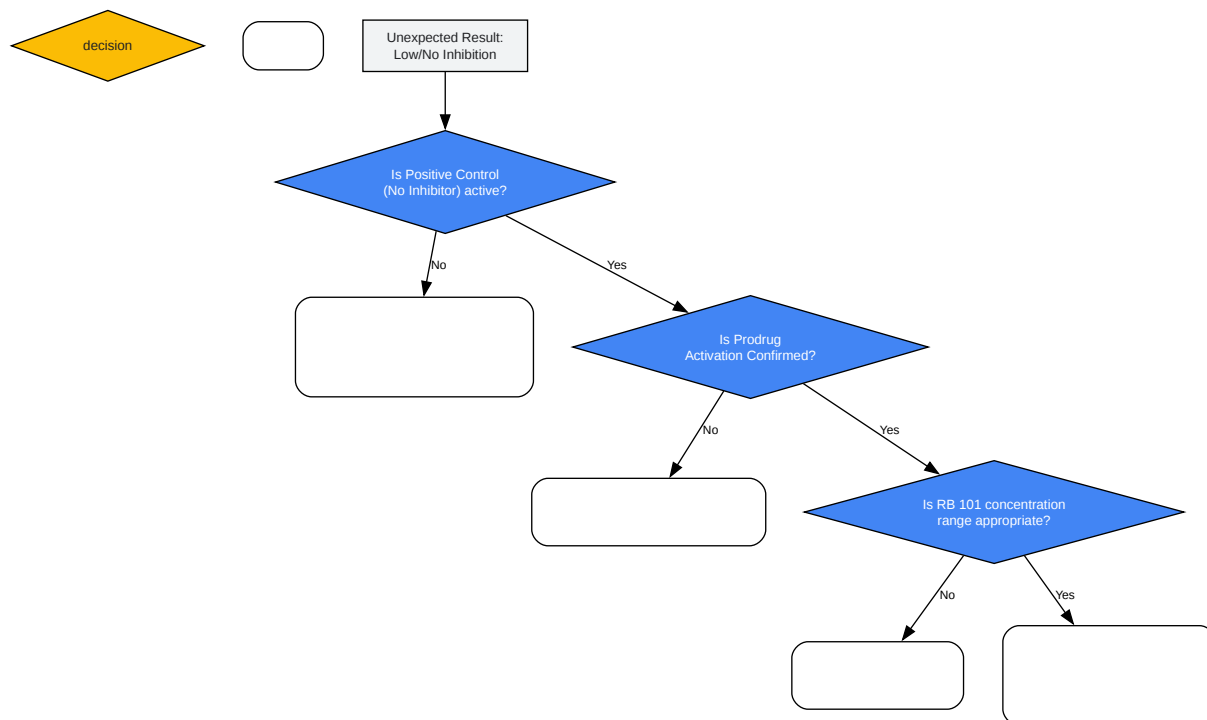 decision
Unexpected Result:
Low/No Inhibition
Is Positive Control
(No Inhibitor) active?
No
Yes
Is Prodrug
Activation Confirmed?
No
Yes
Is RB 101 concentration
range appropriate?
No
Yes